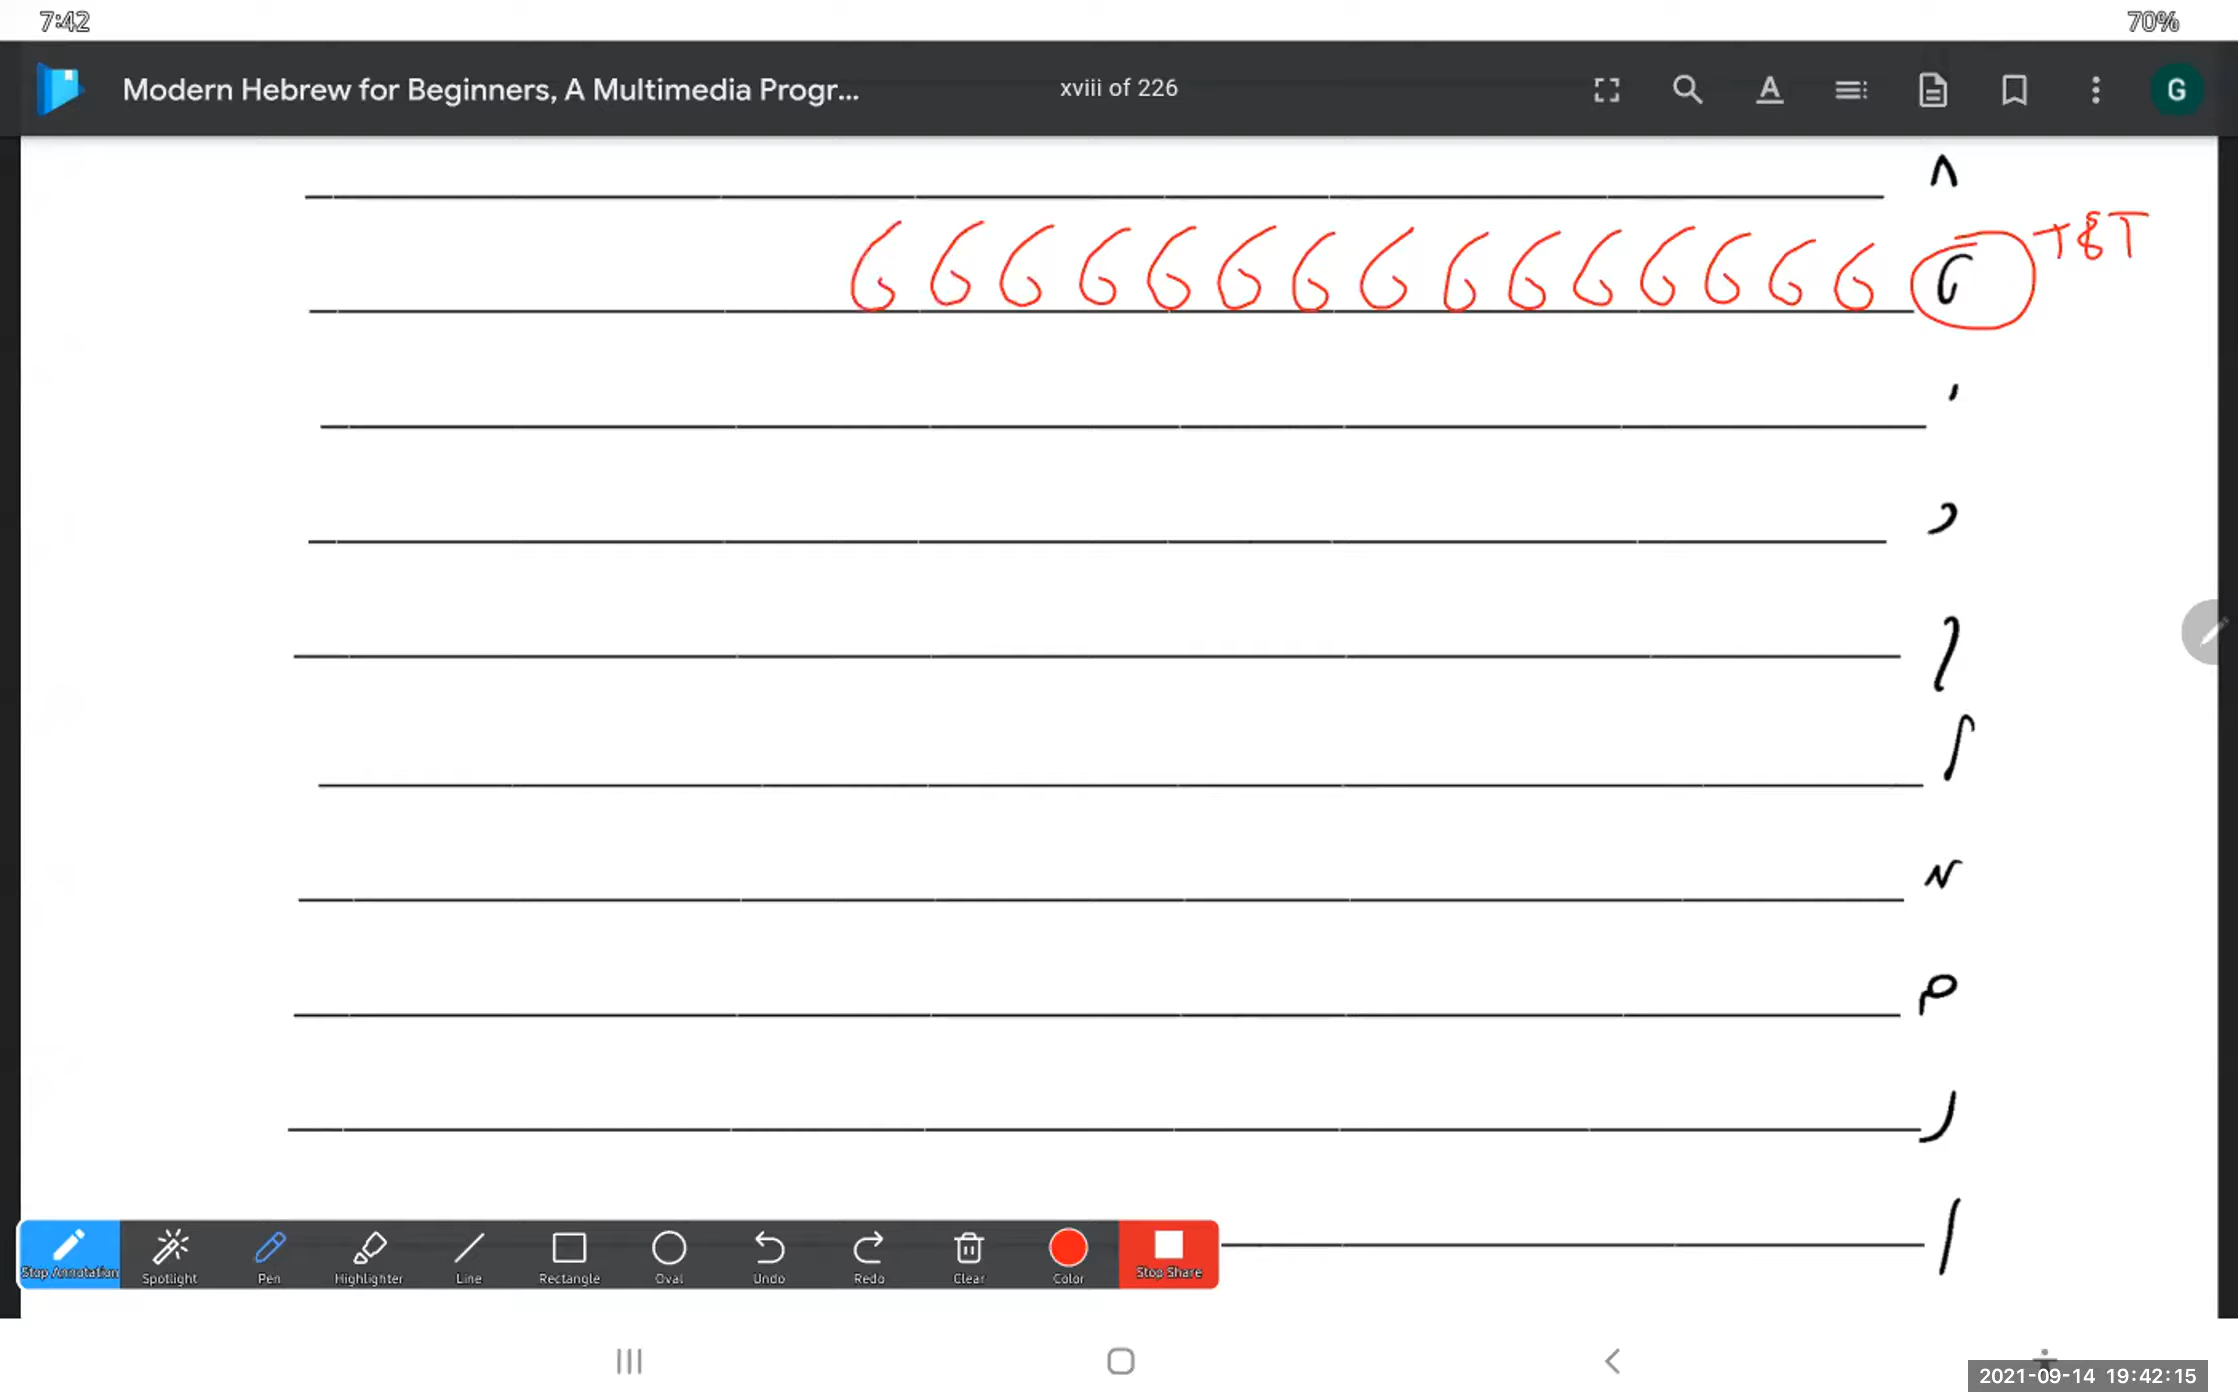 7:42 70%
Modern Hebrew for Beginners, A Multimedia Progr... xviii of 226 A G
ח
ט ט ט ט ט ט ט ט ט ט ט ט ט ט ט ט TET
י
כ
ך
ל
מ
ם
נ
ן
Stop Annotation Spotlight Pen Highlighter Line Rectangle Oval Undo Redo Clear Color Stop Share
2021-09-14 19:42:15